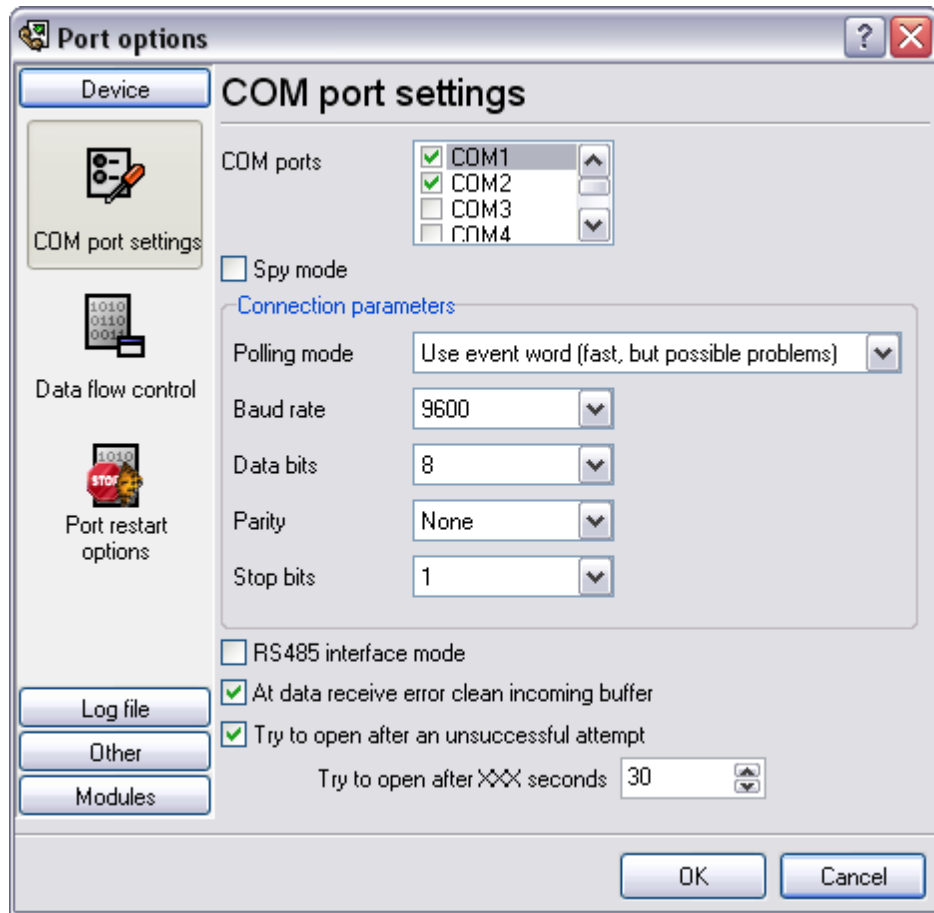 Port options
Device
COM port settings
Data flow control
Port restart
options
Log file
Other
Modules
COM port settings
COM ports
COM1
COM2
COM3
COM4
Spy mode
Connection parameters
Polling mode Use event word (fast, but possible problems)
Baud rate 9600
Data bits 8
Parity None
Stop bits 1
RS485 interface mode
At data receive error clean incoming buffer
Try to open after an unsuccessful attempt
Try to open after XXX seconds 30
OK Cancel